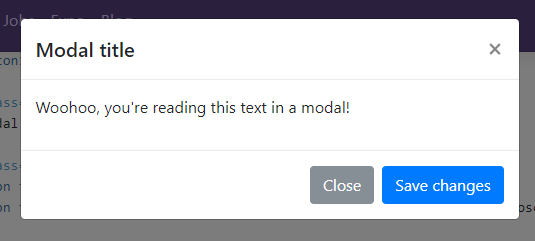 Modal title
×
Woohoo, you're reading this text in a modal!
Close
Save changes